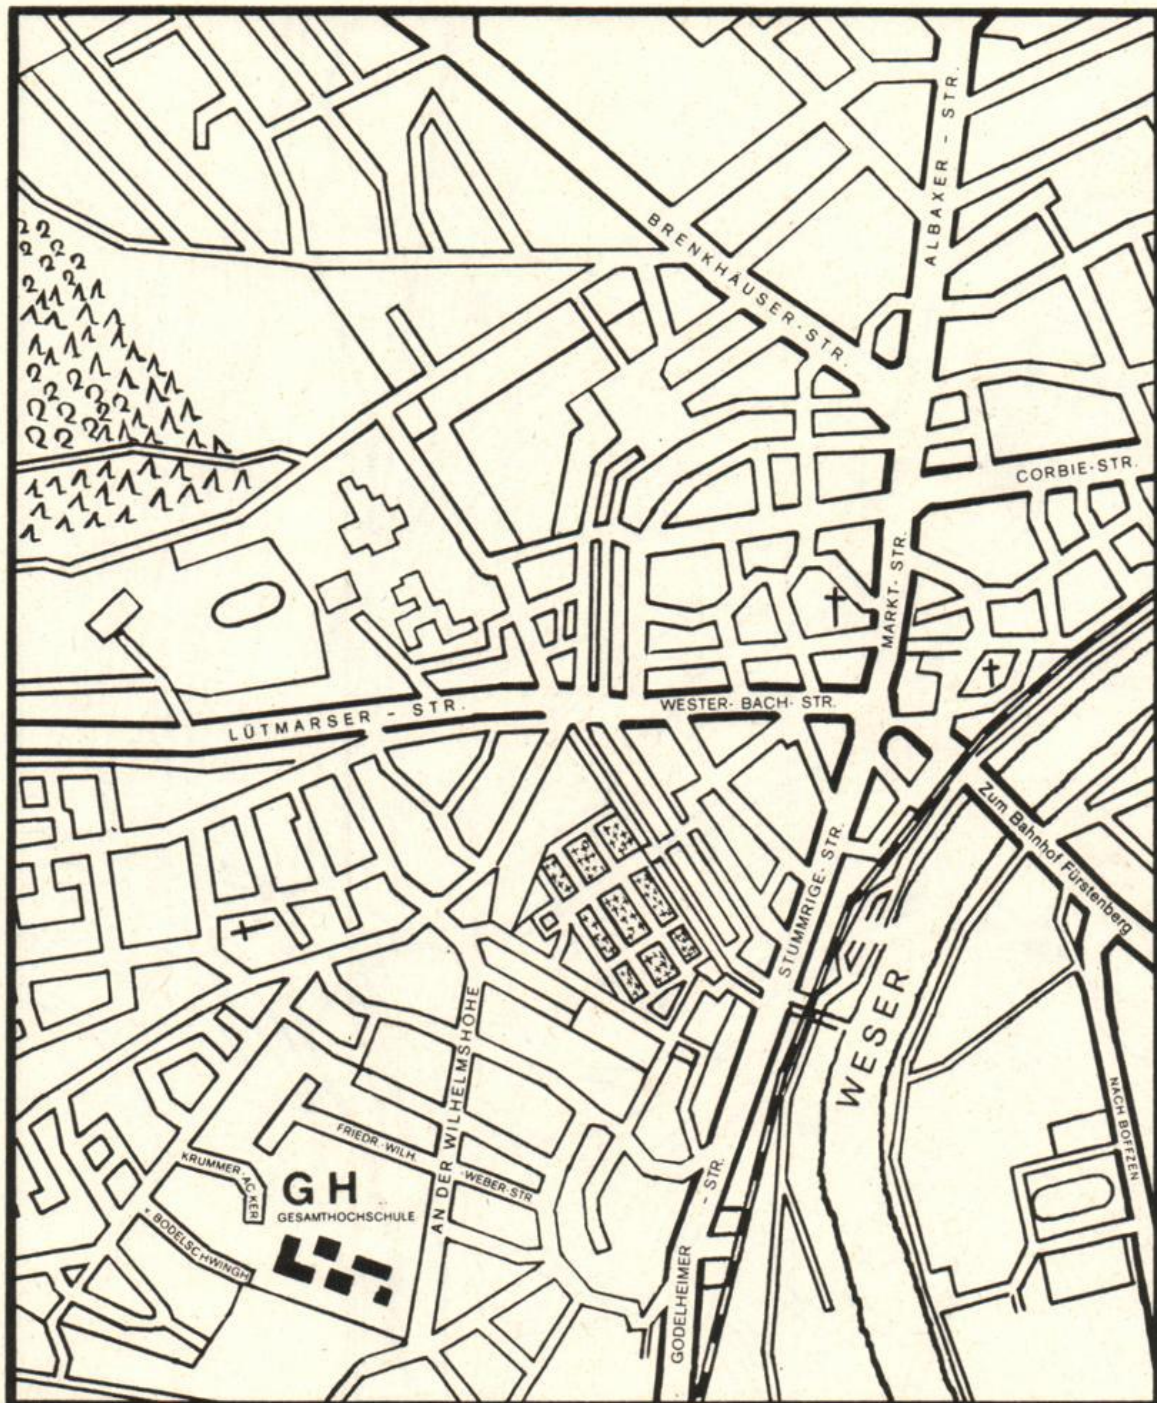 BRENKHÄUSER-STR.
ALBAXER - STR.
CORBIE-STR.
MARKT-STR.
LÜTMARSER - STR.
WESTER-BACH-STR.
Zum Bahnhof Fürstenberg
STUMMRIGE-STR.
WESER
AN DER WILHELMSHÖHE
FRIEDR.-WILH.
-WEBER-STR
KRUMMER-ACKER
GH
GESAMTHOCHSCHULE
v. BODELSCHWINGH
NACH BOFFZEN
GODELHEIMER
- STR.